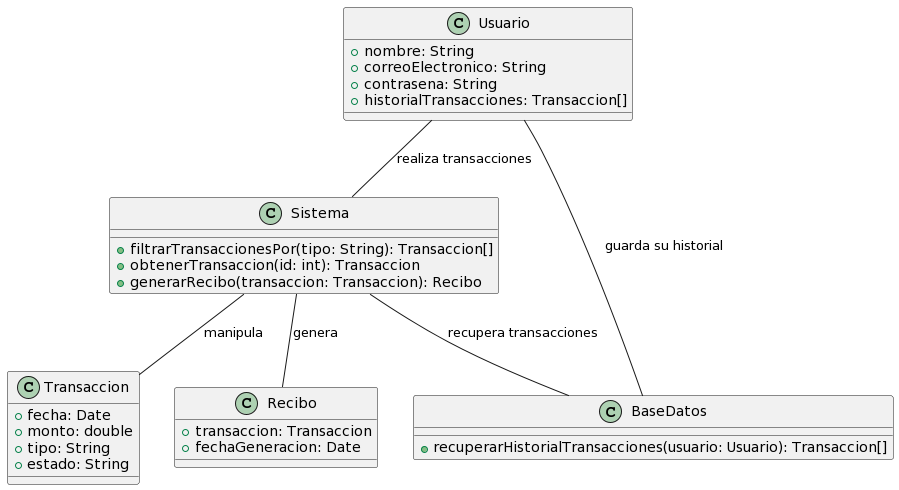 C Usuario
nombre: String
correoElectronico: String
contrasena: String
historialTransacciones: Transaccion[]
realiza transacciones
C Sistema
filtrarTransaccionesPor(tipo: String): Transaccion[]
obtenerTransaccion(id: int): Transaccion
generarRecibo(transaccion: Transaccion): Recibo
guarda su historial
manipula
genera
recupera transacciones
C Transaccion
fecha: Date
monto: double
tipo: String
estado: String
C Recibo
transaccion: Transaccion
fechaGeneracion: Date
C BaseDatos
recuperarHistorialTransacciones(usuario: Usuario): Transaccion[]